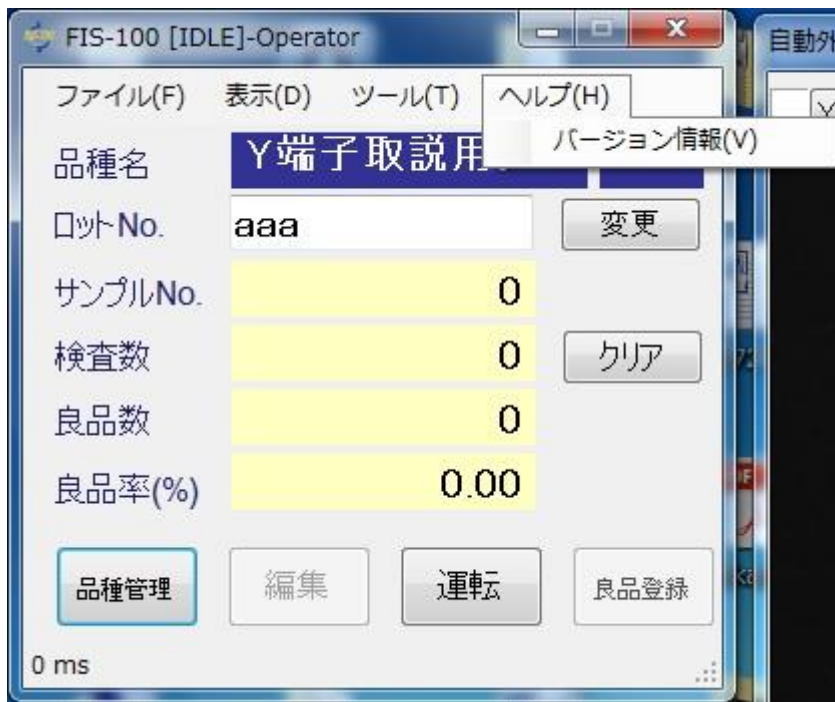 FIS-100 [IDLE]-Operator
自動外
ファイル(F) 表示(D) ツール(T) ヘルプ(H)
バージョン情報(V)
品種名 Y端子取説用
ロットNo. aaa 変更
サンプルNo. 0
検査数 0 クリア
良品数 0
良品率(%) 0.00
品種管理 編集 運転 良品登録
0 ms